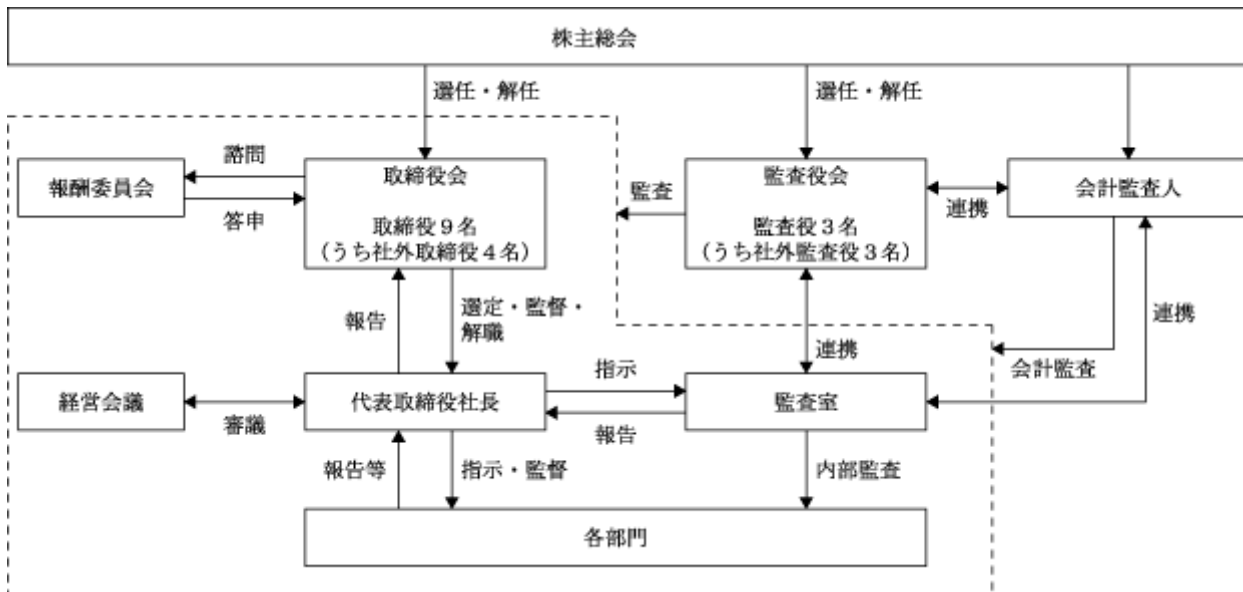 株主総会
選任・解任
選任・解任
諮問
報酬委員会
答申
取締役会
取締役9名
（うち社外取締役4名）
監査
監査役会
監査役3名
（うち社外監査役3名）
連携
会計監査人
報告
選定・監督・
解職
連携
連携
会計監査
経営会議
審議
代表取締役社長
指示
報告
監査室
報告等
指示・監督
内部監査
各部門